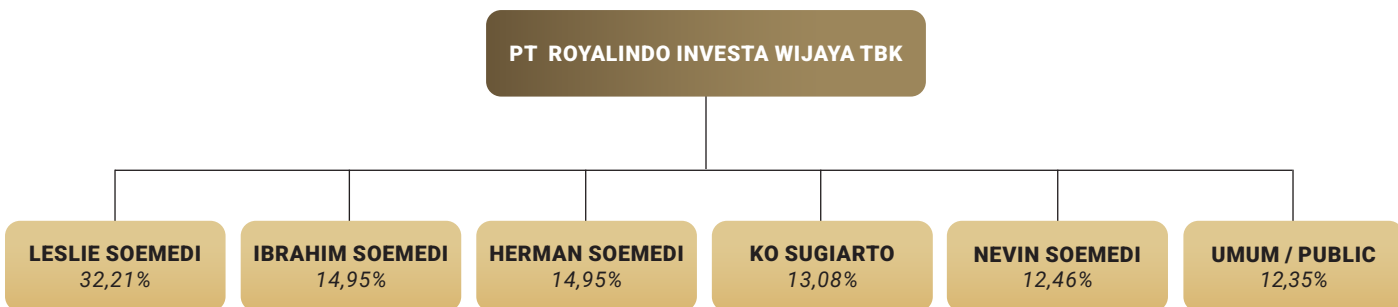 PT ROYALINDO INVESTA WIJAYA TBK
LESLIE SOEMEDI
32,21%
IBRAHIM SOEMEDI
14,95%
HERMAN SOEMEDI
14,95%
KO SUGIARTO
13,08%
NEVIN SOEMEDI
12,46%
UMUM / PUBLIC
12,35%